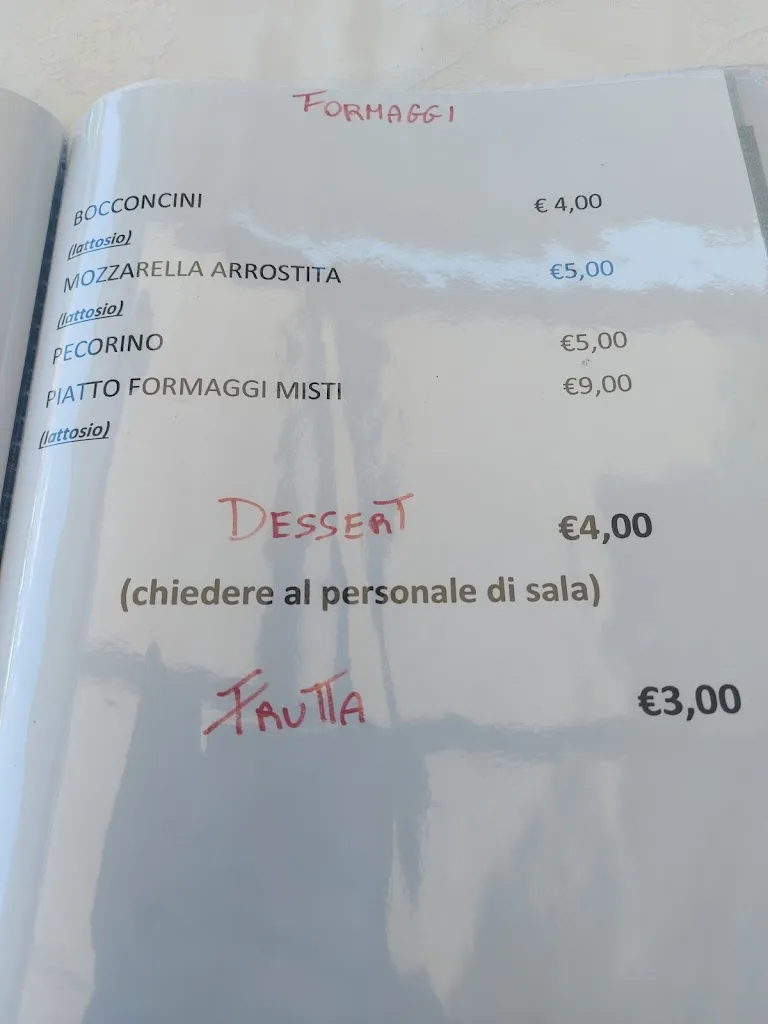 FORMAGGI
BOCCONCINI € 4,00
(lattosio)
MOZZARELLA ARROSTITA €5,00
(lattosio)
PECORINO €5,00
PIATTO FORMAGGI MISTI €9,00
(lattosio)
DESSERT €4,00
(chiedere al personale di sala)
FRUTTA €3,00